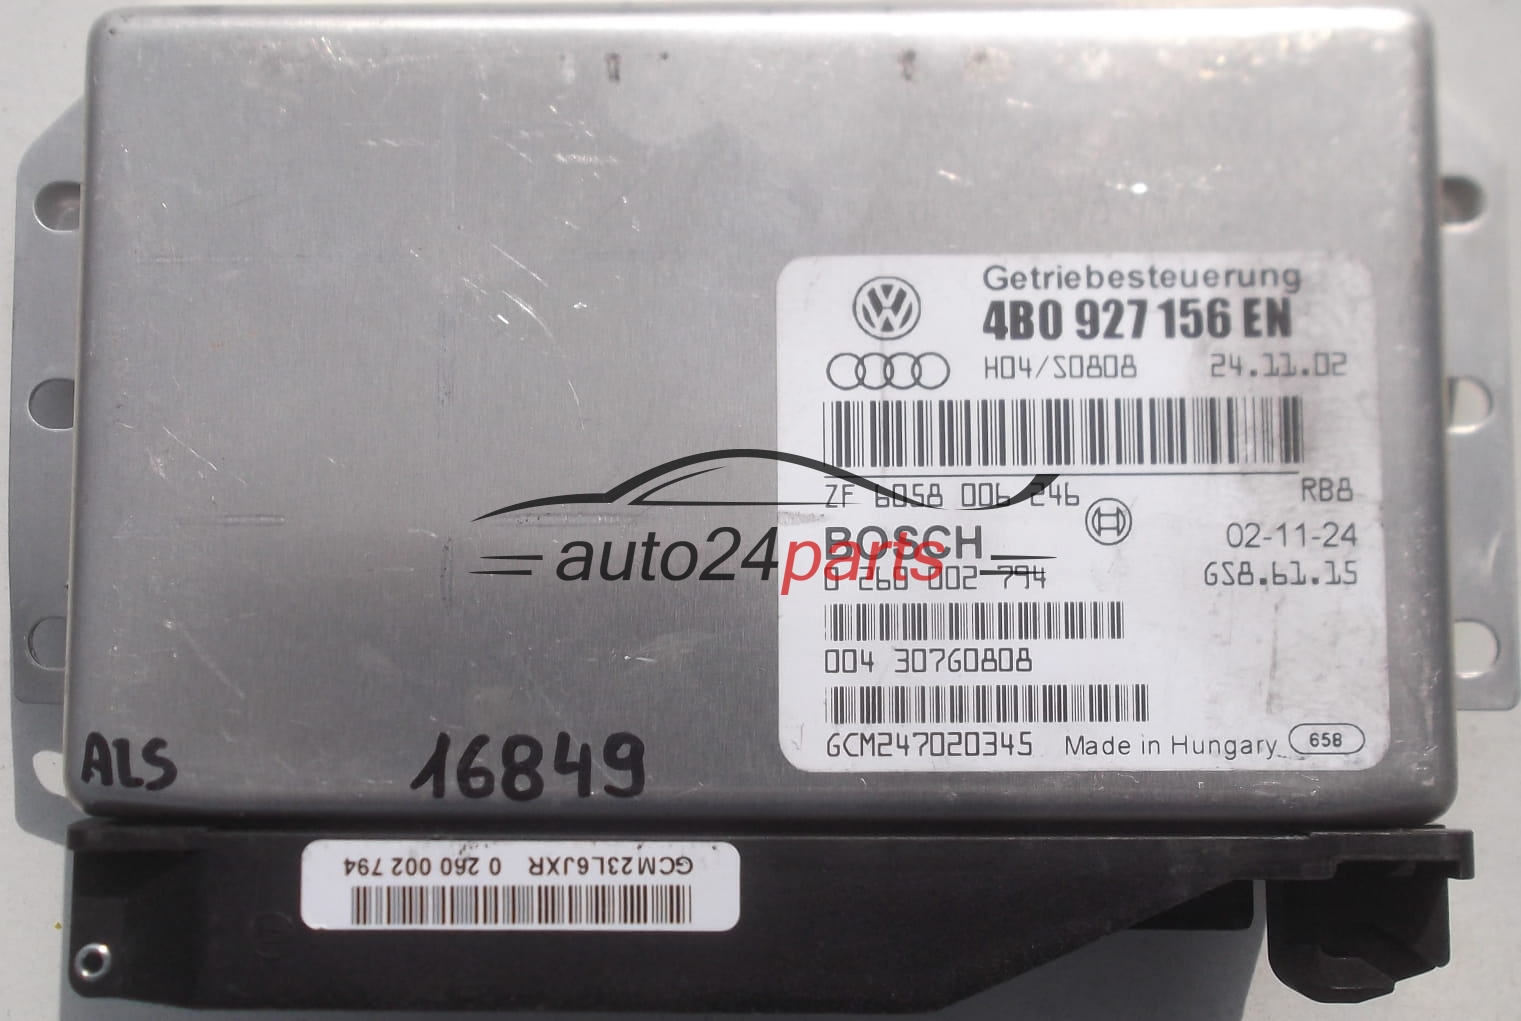 Getriebesteuerung
4B0 927 156 EN
H04/S0808 24.11.02
ZF 6058 006 246 RB8
BOSCH 02-11-24
0 260 002 794 GS8.61.15
004 30760808
GCM247020345 Made in Hungary 658
auto24parts
ALS 16849
GCM23L6JXR 0 260 002 794